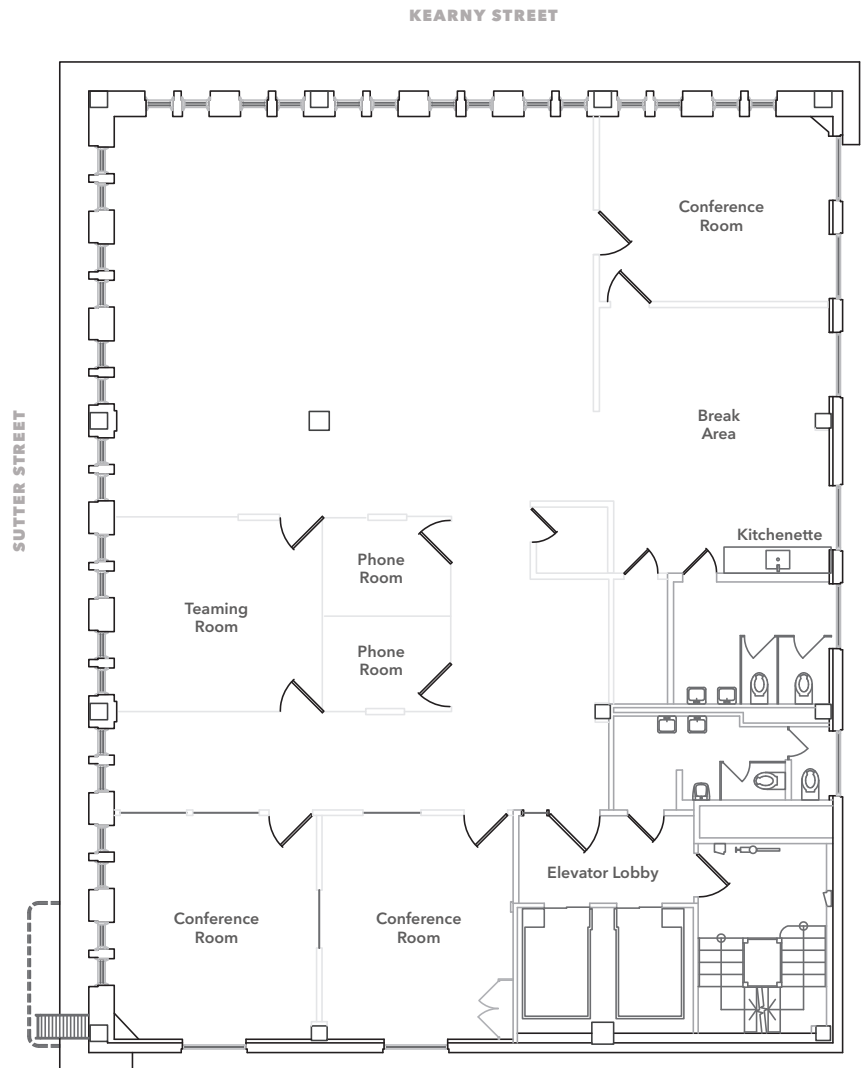 KEARNY STREET
SUTTER STREET
Conference
Room
Break
Area
Kitchenette
Phone
Room
Teaming
Room
Phone
Room
Elevator Lobby
Conference
Room
Conference
Room